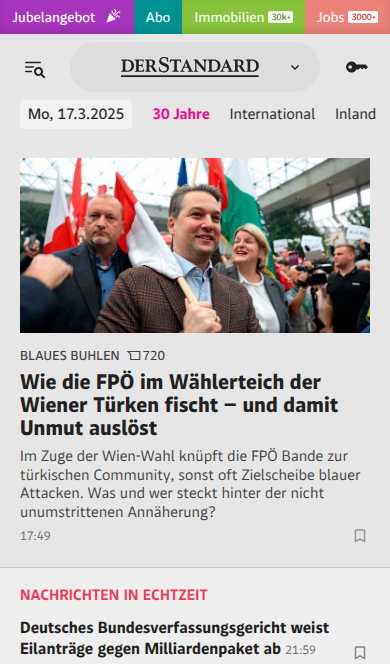 Jubelangebot Abo Immobilien 30k+ Jobs 3000+
DERSTANDARD
Mo, 17.3.2025 30 Jahre International Inland
BLAUES BUHLEN 720
Wie die FPÖ im Wählerteich der
Wiener Türken fischt – und damit
Unmut auslöst
Im Zuge der Wien-Wahl knüpft die FPÖ Bande zur
türkischen Community, sonst oft Zielscheibe blauer
Attacken. Was und wer steckt hinter der nicht
unumstrittenen Annäherung?
17:49
NACHRICHTEN IN ECHTZEIT
Deutsches Bundesverfassungsgericht weist
Eilanträge gegen Milliardenpaket ab 21:59